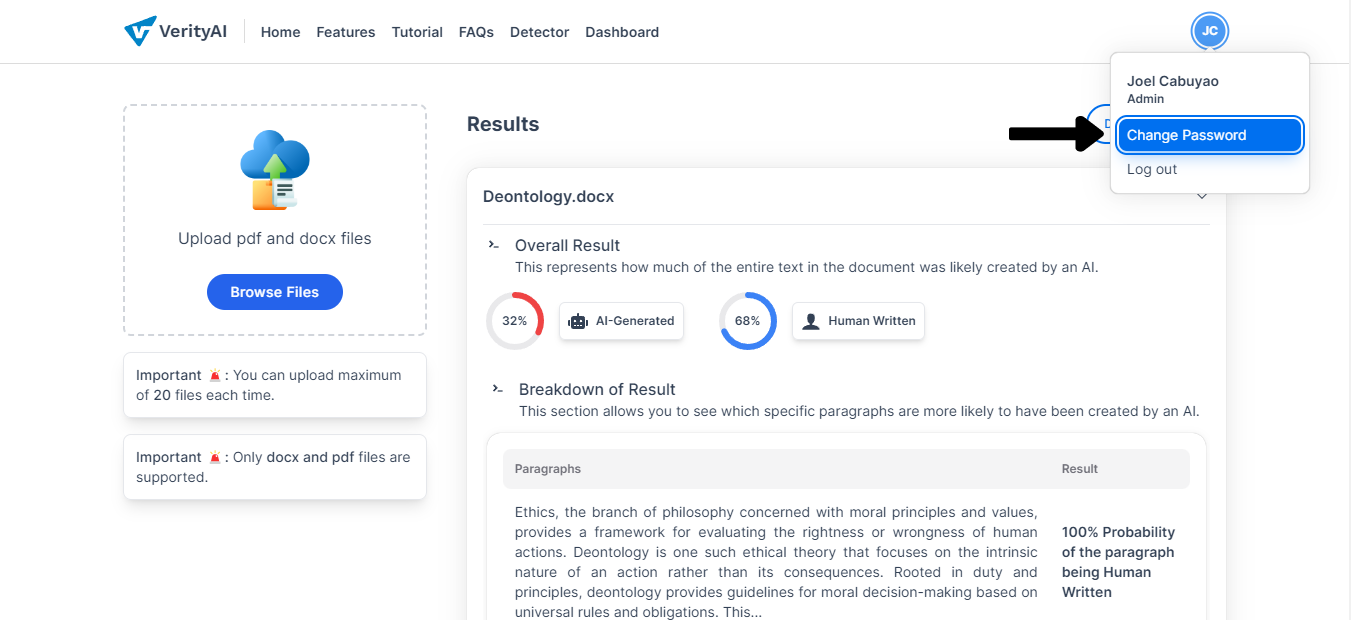 VerityAI
Home Features Tutorial FAQs Detector Dashboard
JC
Joel Cabuyao
Admin
Change Password
Log out
Upload pdf and docx files
Browse Files
Important 🚨 : You can upload maximum
of 20 files each time.
Important 🚨 : Only docx and pdf files are
supported.
Results
D
Deontology.docx
Overall Result
This represents how much of the entire text in the document was likely created by an AI.
32% AI-Generated 68% Human Written
Breakdown of Result
This section allows you to see which specific paragraphs are more likely to have been created by an AI.
Paragraphs Result
Ethics, the branch of philosophy concerned with moral principles and values,
provides a framework for evaluating the rightness or wrongness of human
actions. Deontology is one such ethical theory that focuses on the intrinsic
nature of an action rather than its consequences. Rooted in duty and
principles, deontology provides guidelines for moral decision-making based on
universal rules and obligations. This...
100% Probability
of the paragraph
being Human
Written